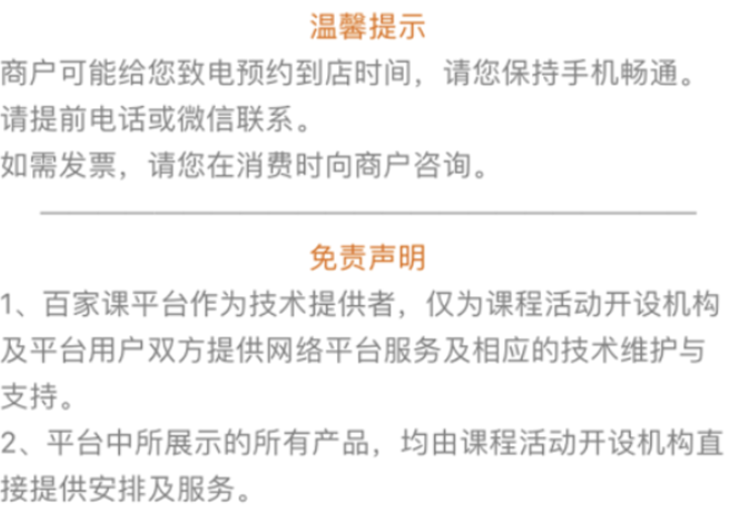 温馨提示
商户可能给您致电预约到店时间，请您保持手机畅通。
请提前电话或微信联系。
如需发票，请您在消费时向商户咨询。
免责声明
1、百家课平台作为技术提供者，仅为课程活动开设机构
及平台用户双方提供网络平台服务及相应的技术维护与
支持。
2、平台中所展示的所有产品，均由课程活动开设机构直
接提供安排及服务。